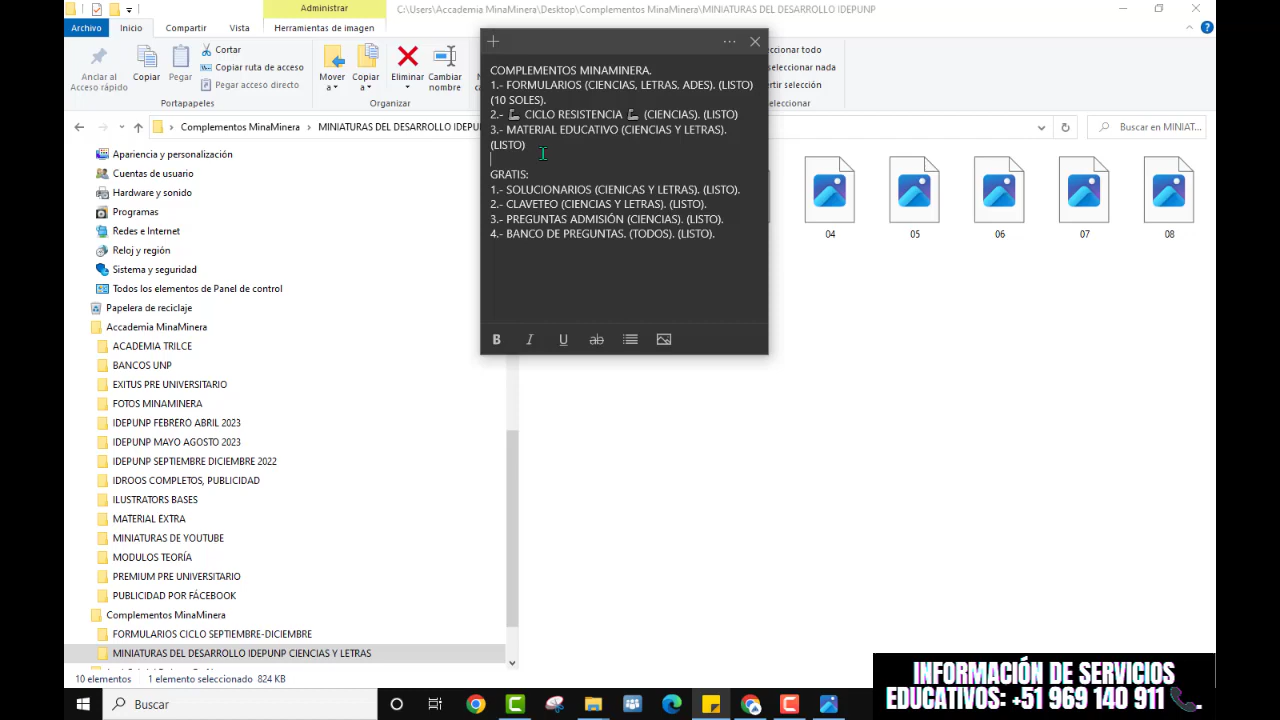 Administrar
C:\Users\Accademia MinaMinera\Desktop\Complementos MinaMinera\MINIATURAS DEL DESARROLLO IDEPUNP
Archivo
Inicio
Compartir
Vista
Herramientas de imagen
Anclar al
Acceso rápido
Copiar
Pegar
Cortar
Copiar ruta de acceso
Pegar acceso directo
Portapapeles
Mover
a
Copiar
a
Eliminar
Cambiar
nombre
Organizar
eccionar todo
eccionar nada
ertir selección
eleccionar
Complementos MinaMinera
MINIATURAS DEL DESARROLLO IDEPU
Buscar en MINIAT...
COMPLEMENTOS MINAMINERA.
1.- FORMULARIOS (CIENCIAS, LETRAS, ADES). (LISTO)
(10 SOLES).
2.- 💪 CICLO RESISTENCIA 💪 (CIENCIAS). (LISTO)
3.- MATERIAL EDUCATIVO (CIENCIAS Y LETRAS).
(LISTO)
GRATIS:
1.- SOLUCIONARIOS (CIENICAS Y LETRAS). (LISTO).
2.- CLAVETEO (CIENCIAS Y LETRAS). (LISTO).
3.- PREGUNTAS ADMISIÓN (CIENCIAS). (LISTO).
4.- BANCO DE PREGUNTAS. (TODOS). (LISTO).
B I U ab
Apariencia y personalización
Cuentas de usuario
Hardware y sonido
Programas
Redes e Internet
Reloj y región
Sistema y seguridad
Todos los elementos de Panel de control
Papelera de reciclaje
Accademia MinaMinera
ACADEMIA TRILCE
BANCOS UNP
EXITUS PRE UNIVERSITARIO
FOTOS MINAMINERA
IDEPUNP FEBRERO ABRIL 2023
IDEPUNP MAYO AGOSTO 2023
IDEPUNP SEPTIEMBRE DICIEMBRE 2022
IDROOS COMPLETOS, PUBLICIDAD
ILUSTRATORS BASES
MATERIAL EXTRA
MINIATURAS DE YOUTUBE
MODULOS TEORÍA
PREMIUM PRE UNIVERSITARIO
PUBLICIDAD POR FÁCEBOOK
Complementos MinaMinera
FORMULARIOS CICLO SEPTIEMBRE-DICIEMBRE
MINIATURAS DEL DESARROLLO IDEPUNP CIENCIAS Y LETRAS
04
05
06
07
08
10 elementos
1 elemento seleccionado 824 KB
Buscar
INFORMACIÓN DE SERVICIOS
EDUCATIVOS: +51 969 140 911 📞.